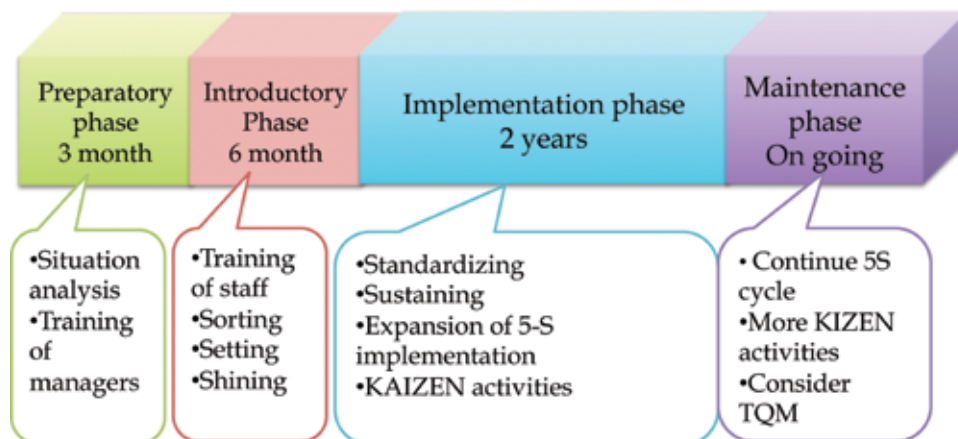 Preparatory
phase
3 month
Introductory
Phase
6 month
Implementation phase
2 years
Maintenance
phase
On going
•Situation
analysis
•Training
of
managers
•Training
of staff
•Sorting
•Setting
•Shining
•Standardizing
•Sustaining
•Expansion of 5-S
implementation
•KAIZEN activities
• Continue 5S
cycle
•More KIZEN
activities
•Consider
TQM